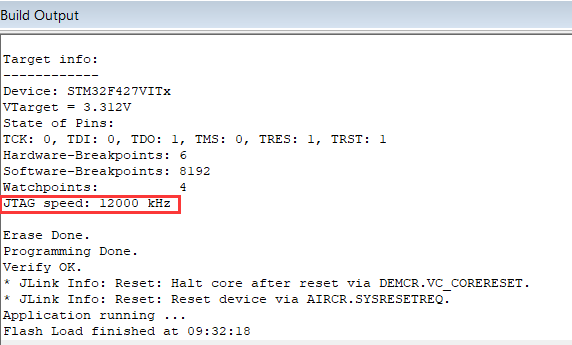 Build Output
Target info:
------------
Device: STM32F427VITx
VTarget = 3.312V
State of Pins:
TCK: 0, TDI: 0, TDO: 1, TMS: 0, TRES: 1, TRST: 1
Hardware-Breakpoints: 6
Software-Breakpoints: 8192
Watchpoints:          4
JTAG speed: 12000 kHz
Erase Done.
Programming Done.
Verify OK.
* JLink Info: Reset: Halt core after reset via DEMCR.VC_CORERESET.
* JLink Info: Reset: Reset device via AIRCR.SYSRESETREQ.
Application running ...
Flash Load finished at 09:32:18